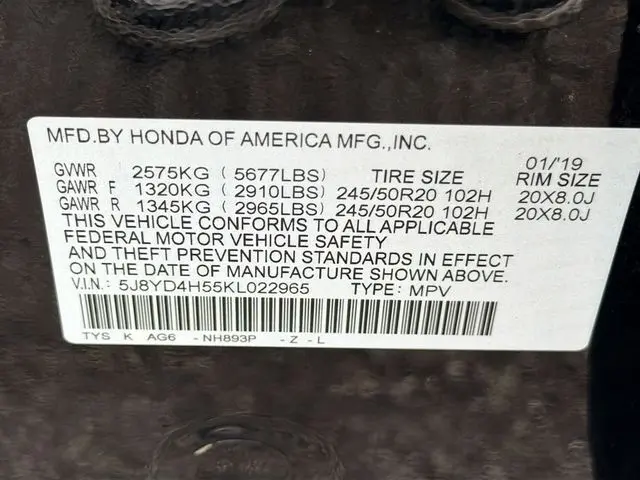 MFD.BY HONDA OF AMERICA MFG.,INC.
01/'19
GVWR 2575KG (5677LBS) TIRE SIZE RIM SIZE
GAWR F 1320KG (2910LBS) 245/50R20 102H 20X8.0J
GAWR R 1345KG (2965LBS) 245/50R20 102H 20X8.0J
THIS VEHICLE CONFORMS TO ALL APPLICABLE
FEDERAL MOTOR VEHICLE SAFETY
AND THEFT PREVENTION STANDARDS IN EFFECT
ON THE DATE OF MANUFACTURE SHOWN ABOVE.
V.I.N.: 5J8YD4H55KL022965 TYPE: MPV
TYS K AG6 -NH893P -Z -L